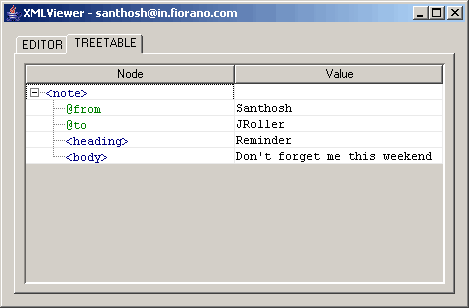 XMLViewer - santhosh@in.fiorano.com
EDITOR TREETABLE
Node Value
<note>
@from Santhosh
@to JRoller
<heading> Reminder
<body> Don't forget me this weekend